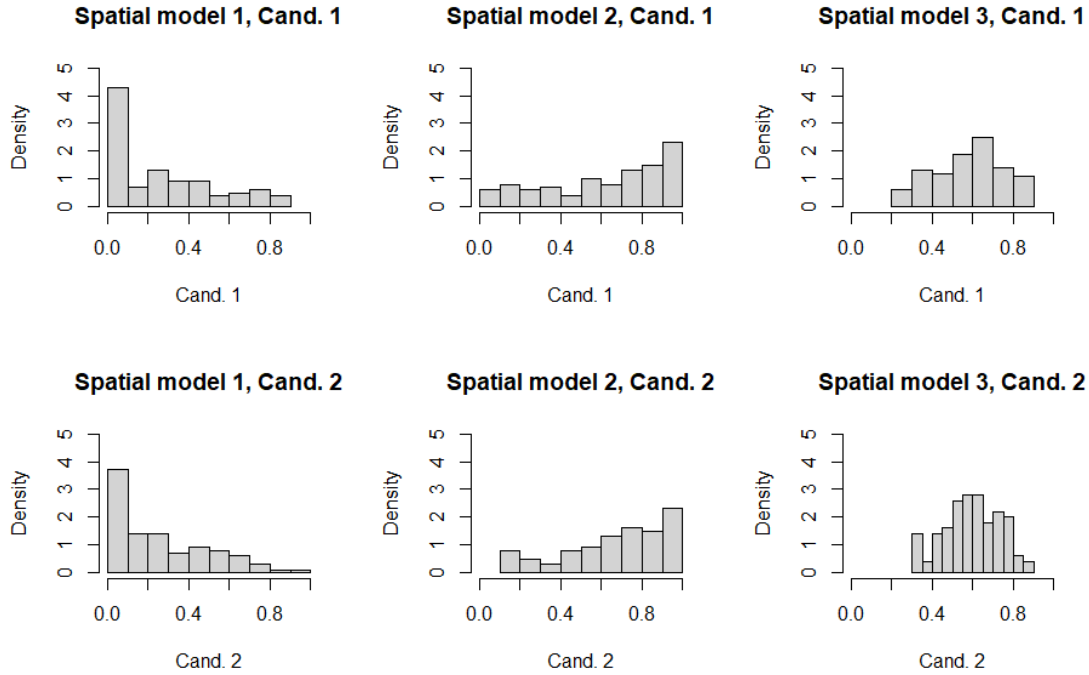 Spatial model 1, Cand. 1
Density
0 1 2 3 4 5
0.0 0.4 0.8
Cand. 1
Spatial model 2, Cand. 1
Density
0 1 2 3 4 5
0.0 0.4 0.8
Cand. 1
Spatial model 3, Cand. 1
Density
0 1 2 3 4 5
0.0 0.4 0.8
Cand. 1
Spatial model 1, Cand. 2
Density
0 1 2 3 4 5
0.0 0.4 0.8
Cand. 2
Spatial model 2, Cand. 2
Density
0 1 2 3 4 5
0.0 0.4 0.8
Cand. 2
Spatial model 3, Cand. 2
Density
0 1 2 3 4 5
0.0 0.4 0.8
Cand. 2